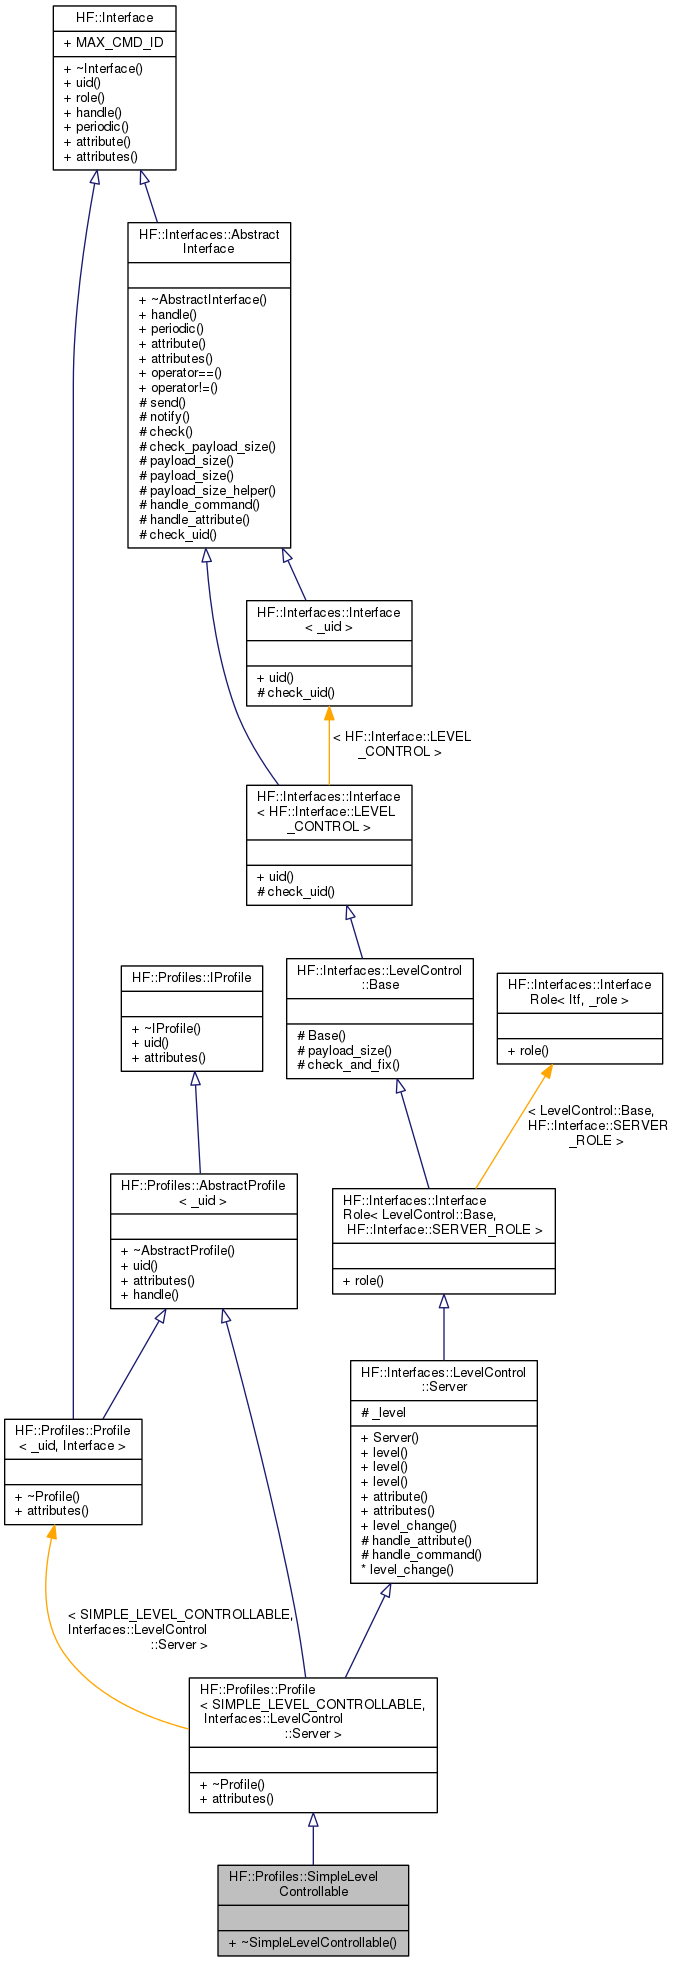 HF::Interface
+ MAX_CMD_ID
+ ~Interface()
+ uid()
+ role()
+ handle()
+ periodic()
+ attribute()
+ attributes()
HF::Interfaces::Abstract
Interface
+ ~AbstractInterface()
+ handle()
+ periodic()
+ attribute()
+ attributes()
+ operator==()
+ operator!=()
# send()
# notify()
# check()
# check_payload_size()
# payload_size()
# payload_size()
# payload_size_helper()
# handle_command()
# handle_attribute()
# check_uid()
HF::Interfaces::Interface
< _uid >
+ uid()
# check_uid()
< HF::Interface::LEVEL
_CONTROL >
HF::Interfaces::Interface
< HF::Interface::LEVEL
_CONTROL >
+ uid()
# check_uid()
HF::Profiles::IProfile
+ ~IProfile()
+ uid()
+ attributes()
HF::Interfaces::LevelControl
::Base
# Base()
# payload_size()
# check_and_fix()
HF::Interfaces::Interface
Role< Itf, _role >
+ role()
< LevelControl::Base,
HF::Interface::SERVER
_ROLE >
HF::Profiles::AbstractProfile
< _uid >
+ ~AbstractProfile()
+ uid()
+ attributes()
+ handle()
HF::Interfaces::Interface
Role< LevelControl::Base,
HF::Interface::SERVER_ROLE >
+ role()
HF::Interfaces::LevelControl
::Server
# _level
+ Server()
+ level()
+ level()
+ level()
+ attribute()
+ attributes()
+ level_change()
# handle_attribute()
# handle_command()
* level_change()
HF::Profiles::Profile
< _uid, Interface >
+ ~Profile()
+ attributes()
< SIMPLE_LEVEL_CONTROLLABLE,
Interfaces::LevelControl
::Server >
HF::Profiles::Profile
< SIMPLE_LEVEL_CONTROLLABLE,
Interfaces::LevelControl
::Server >
+ ~Profile()
+ attributes()
HF::Profiles::SimpleLevel
Controllable
+ ~SimpleLevelControllable()